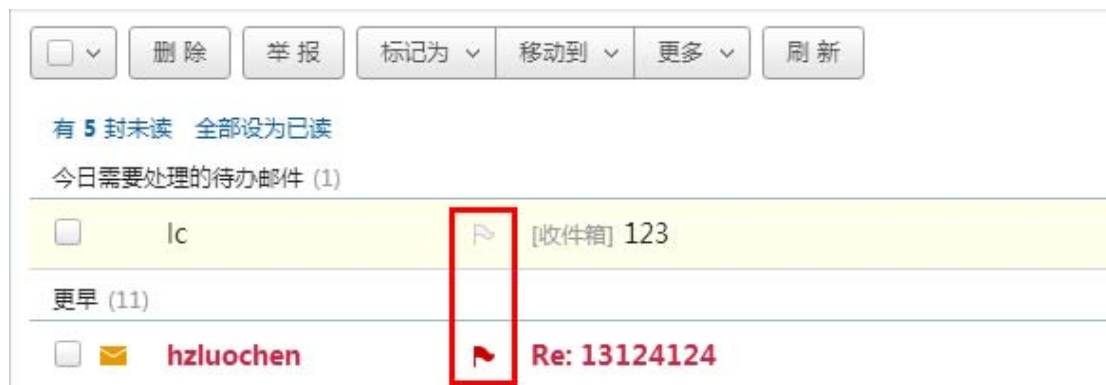 删 除 举 报 标记为 移动到 更多 刷 新
有 5 封未读 全部设为已读
今日需要处理的待办邮件 (1)
lc [收件箱] 123
更早 (11)
hzluochen Re: 13124124